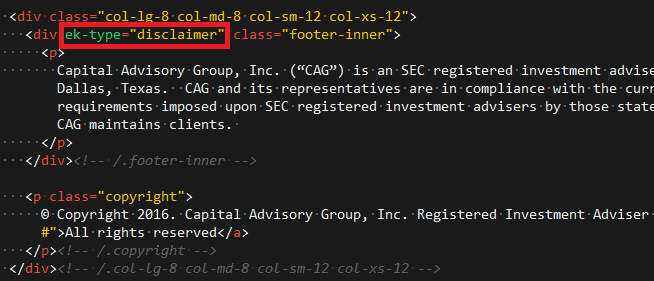 <div class="col-lg-8 col-md-8 col-sm-12 col-xs-12">
<div ek-type="disclaimer" class="footer-inner">
<p>
Capital Advisory Group, Inc. (“CAG”) is an SEC registered investment advise
Dallas, Texas. CAG and its representatives are in compliance with the curr
requirements imposed upon SEC registered investment advisers by those state
CAG maintains clients.
</p>
</div><!-- /.footer-inner -->
<p class="copyright">
© Copyright 2016. Capital Advisory Group, Inc. Registered Investment Adviser
#">All rights reserved</a>
</p><!-- /.copyright -->
</div><!-- /.col-lg-8 col-md-8 col-sm-12 col-xs-12 -->